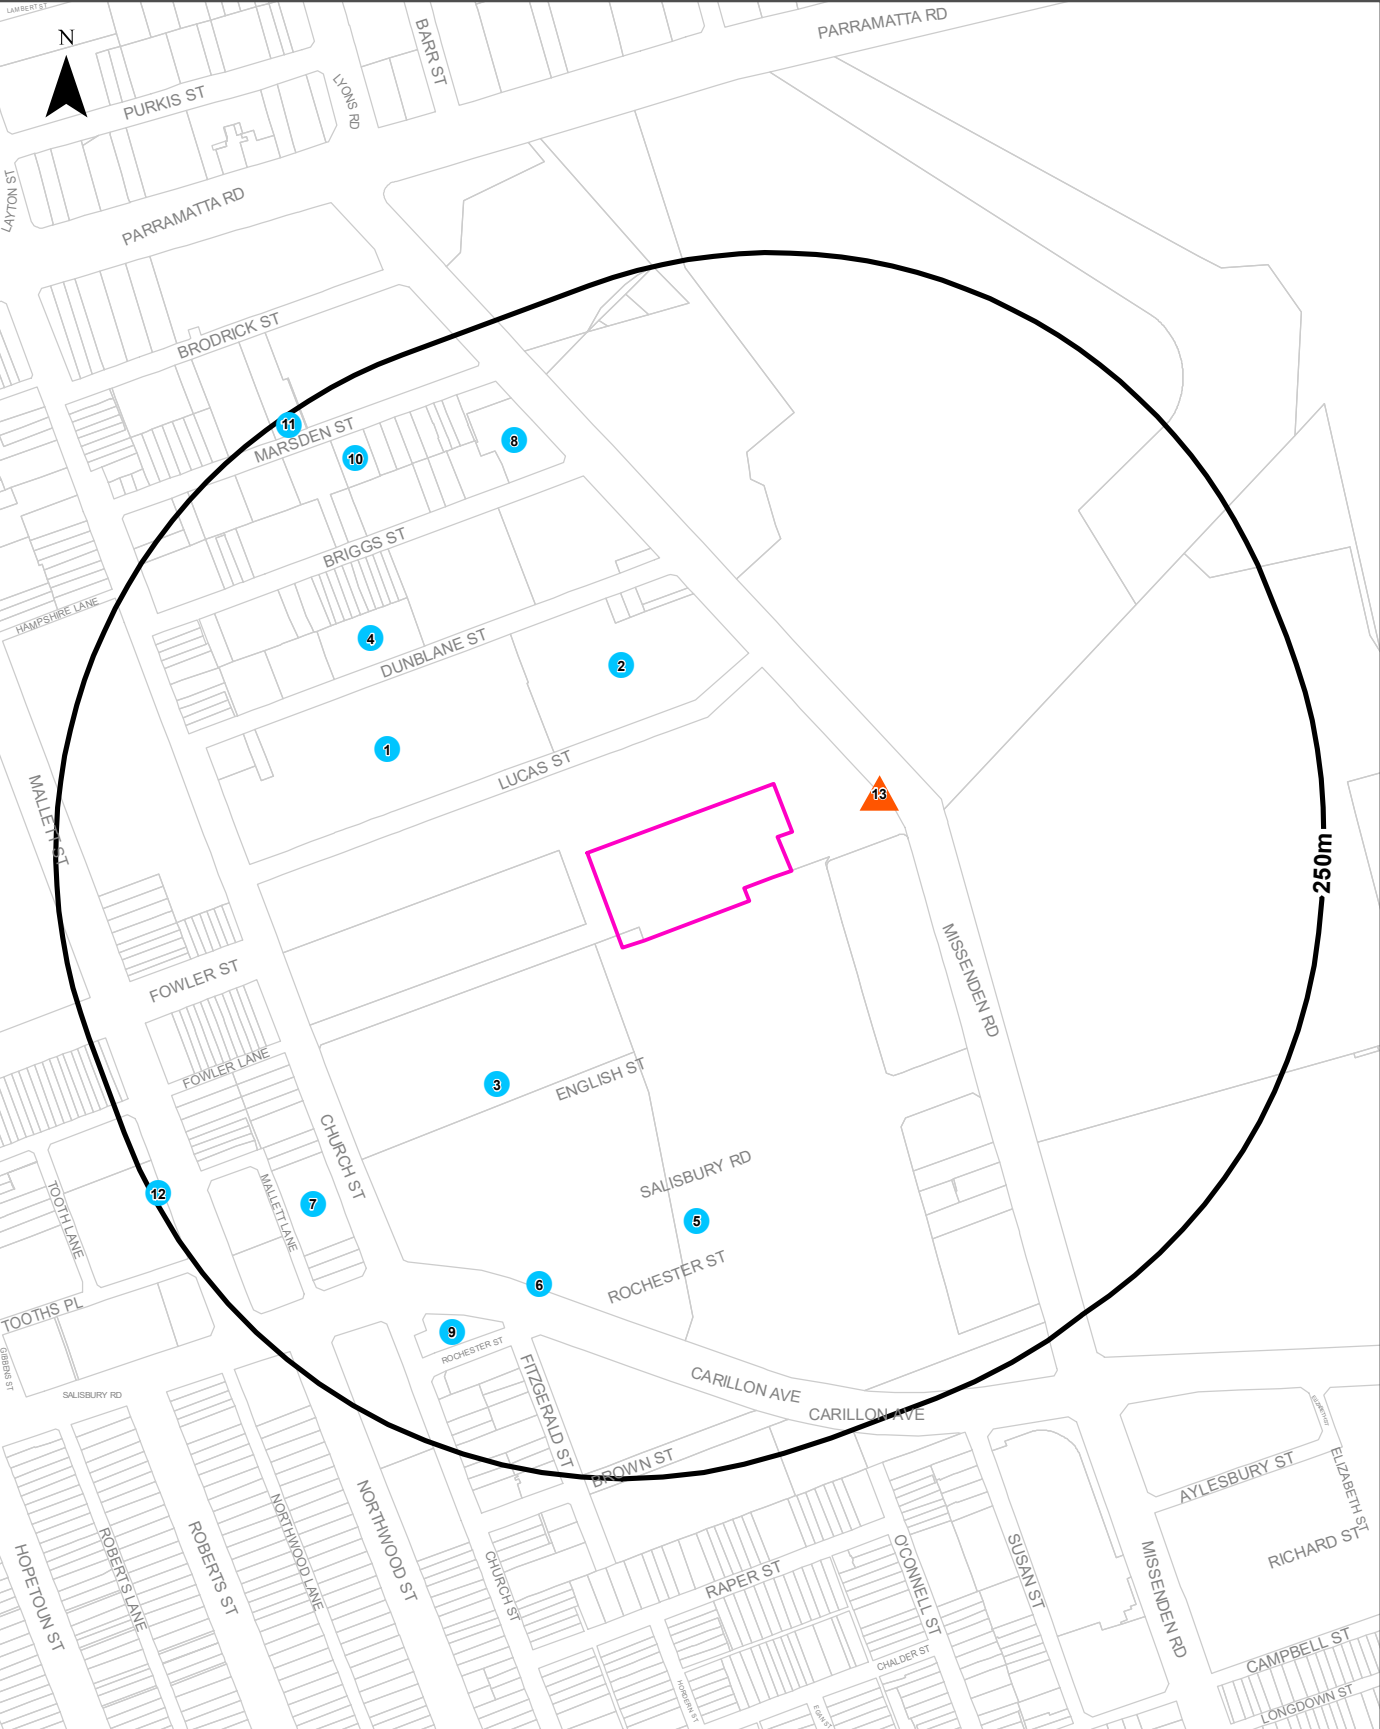 LAMBERT ST
PARRAMATTA RD
BARR ST
N
LYONS RD
PURKIS ST
LAYTON ST
PARRAMATTA RD
BRODRICK ST
11
MARSDEN ST
8
10
BRIGGS ST
HAMPSHIRE LANE
4
DUNBLANE ST
2
1
LUCAS ST
13
MALLETT ST
250m
FOWLER ST
MISSENDEN RD
FOWLER LANE
3
ENGLISH ST
CHURCH ST
SALISBURY RD
12
TOOTH LANE
MALLETT LANE
7
5
ROCHESTER ST
6
TOOTHS PL
9
ROCHESTER ST
GIBBENS ST
SALISBURY RD
FITZGERALD ST
CARILLON AVE
CARILLON AVE
BROWN ST
ELIZABETH ST
AYLESBURY ST
RICHARD ST
HOPETOUN ST
ROBERTS LANE
ROBERTS ST
NORTHWOOD LANE
NORTHWOOD ST
CHURCH ST
RAPER ST
O'CONNELL ST
SUSAN ST
MISSENDEN RD
CHALDER ST
CAMPBELL ST
HORDERN ST
EGAN ST
LONGDOWN ST